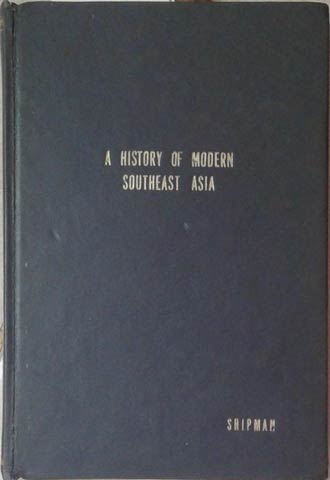 A HISTORY OF MODERN
SOUTHEAST ASIA
SHIPMAN